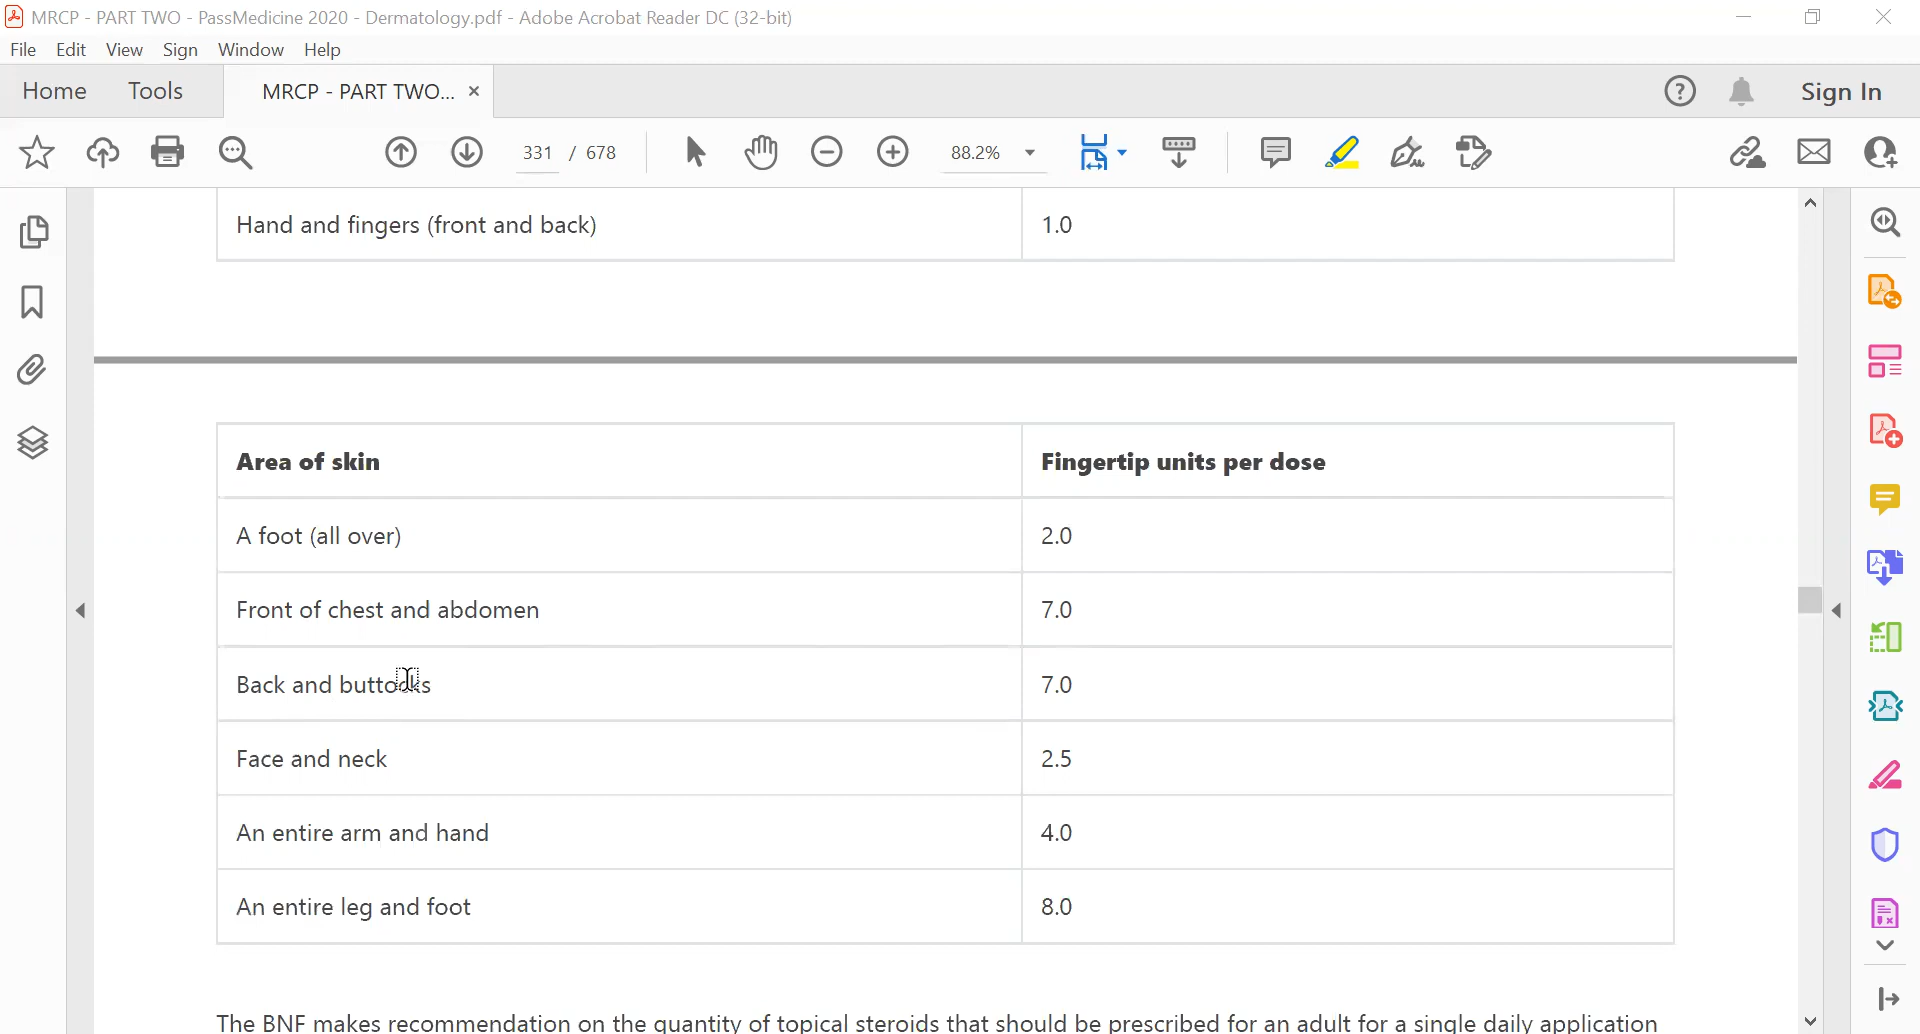 MRCP - PART TWO - PassMedicine 2020 - Dermatology.pdf - Adobe Acrobat Reader DC (32-bit)
File Edit View Sign Window Help
Home Tools MRCP - PART TWO... × Sign In
331 / 678 88.2%
Hand and fingers (front and back) 1.0
Area of skin Fingertip units per dose
A foot (all over) 2.0
Front of chest and abdomen 7.0
Back and buttocks 7.0
Face and neck 2.5
An entire arm and hand 4.0
An entire leg and foot 8.0
The BNF makes recommendation on the quantity of topical steroids that should be prescribed for an adult for a single daily application